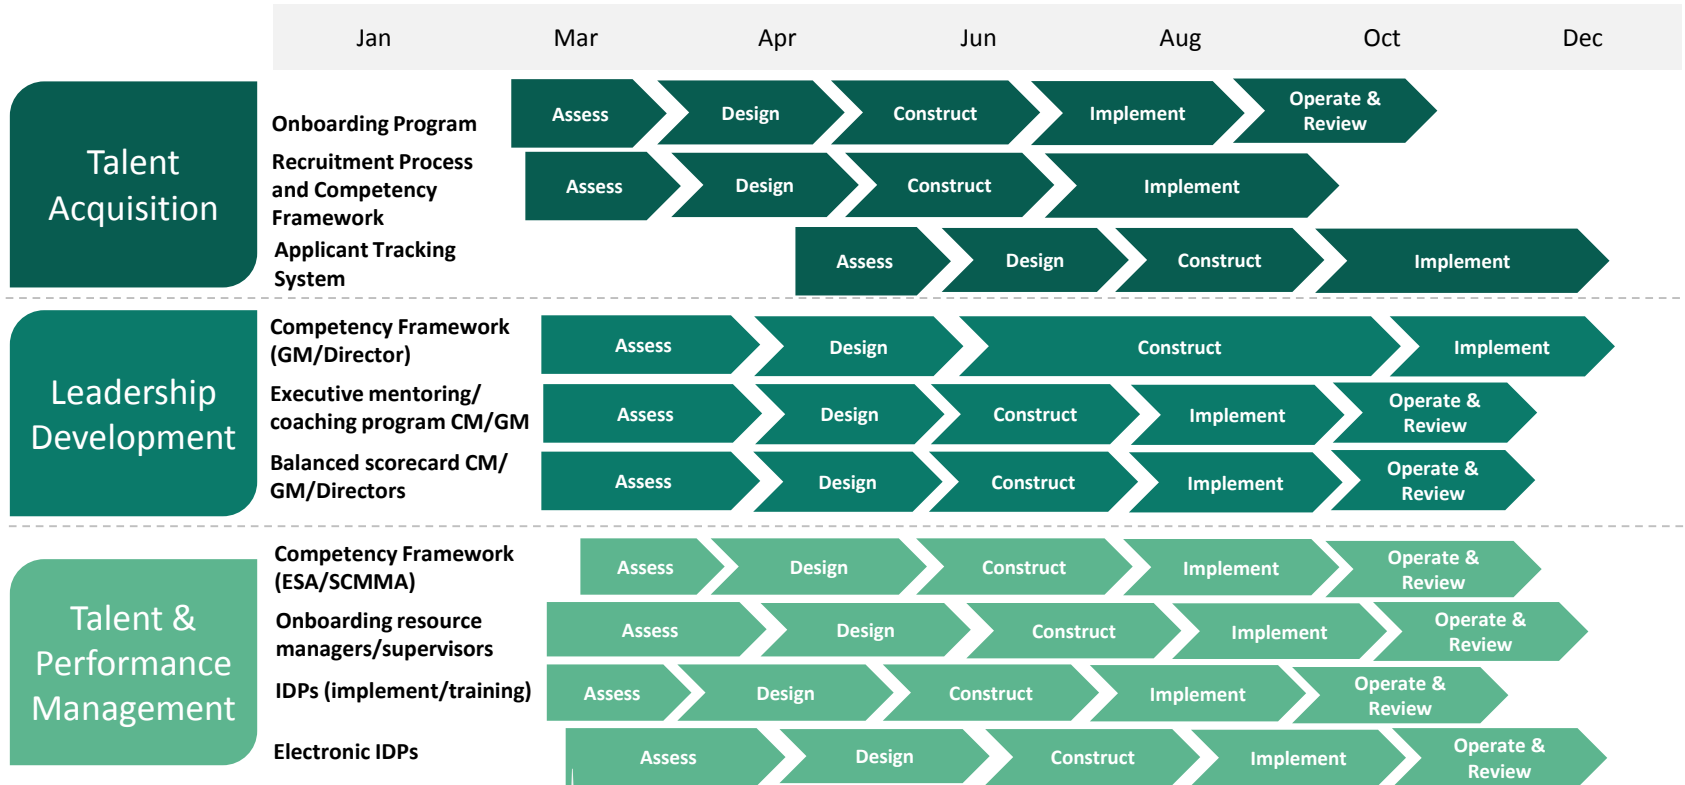 Jan Mar Apr Jun Aug Oct Dec
Talent
Acquisition
Onboarding Program
Assess Design Construct Implement Operate &
Review
Recruitment Process
and Competency
Framework
Assess Design Construct Implement
Applicant Tracking
System
Assess Design Construct Implement
Leadership
Development
Competency Framework
(GM/Director)
Assess Design Construct Implement
Executive mentoring/
coaching program CM/GM
Assess Design Construct Implement Operate &
Review
Balanced scorecard CM/
GM/Directors
Assess Design Construct Implement Operate &
Review
Talent &
Performance
Management
Competency Framework
(ESA/SCMMA)
Assess Design Construct Implement Operate &
Review
Onboarding resource
managers/supervisors
Assess Design Construct Implement Operate &
Review
IDPs (implement/training)
Assess Design Construct Implement Operate &
Review
Electronic IDPs
Assess Design Construct Implement Operate &
Review